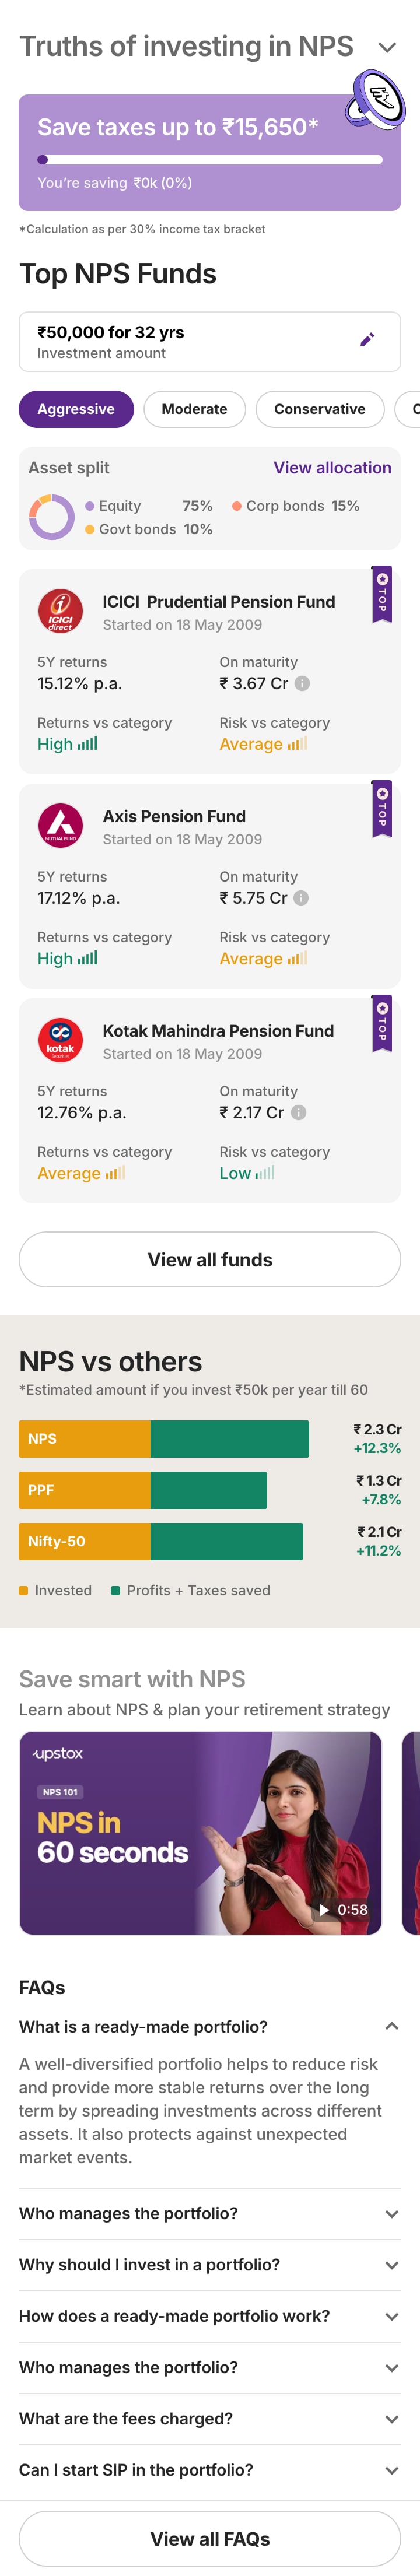 Truths of investing in NPS
Save taxes up to ₹15,650*
You're saving ₹0k (0%)
*Calculation as per 30% income tax bracket
Top NPS Funds
₹50,000 for 32 yrs
Investment amount
Aggressive
Moderate
Conservative
Asset split
View allocation
Equity 75%
Corp bonds 15%
Govt bonds 10%
TOP
ICICI direct
ICICI Prudential Pension Fund
Started on 18 May 2009
5Y returns
On maturity
15.12% p.a.
₹ 3.67 Cr
Returns vs category
Risk vs category
High
Average
TOP
MUTUAL FUND
Axis Pension Fund
Started on 18 May 2009
5Y returns
On maturity
17.12% p.a.
₹ 5.75 Cr
Returns vs category
Risk vs category
High
Average
TOP
kotak
Securities
Kotak Mahindra Pension Fund
Started on 18 May 2009
5Y returns
On maturity
12.76% p.a.
₹ 2.17 Cr
Returns vs category
Risk vs category
Average
Low
View all funds
NPS vs others
*Estimated amount if you invest ₹50k per year till 60
NPS
₹ 2.3 Cr
+12.3%
PPF
₹ 1.3 Cr
+7.8%
Nifty-50
₹ 2.1 Cr
+11.2%
Invested
Profits + Taxes saved
Save smart with NPS
Learn about NPS & plan your retirement strategy
upstox
NPS 101
NPS in
60 seconds
0:58
FAQs
What is a ready-made portfolio?
A well-diversified portfolio helps to reduce risk
and provide more stable returns over the long
term by spreading investments across different
assets. It also protects against unexpected
market events.
Who manages the portfolio?
Why should I invest in a portfolio?
How does a ready-made portfolio work?
Who manages the portfolio?
What are the fees charged?
Can I start SIP in the portfolio?
View all FAQs